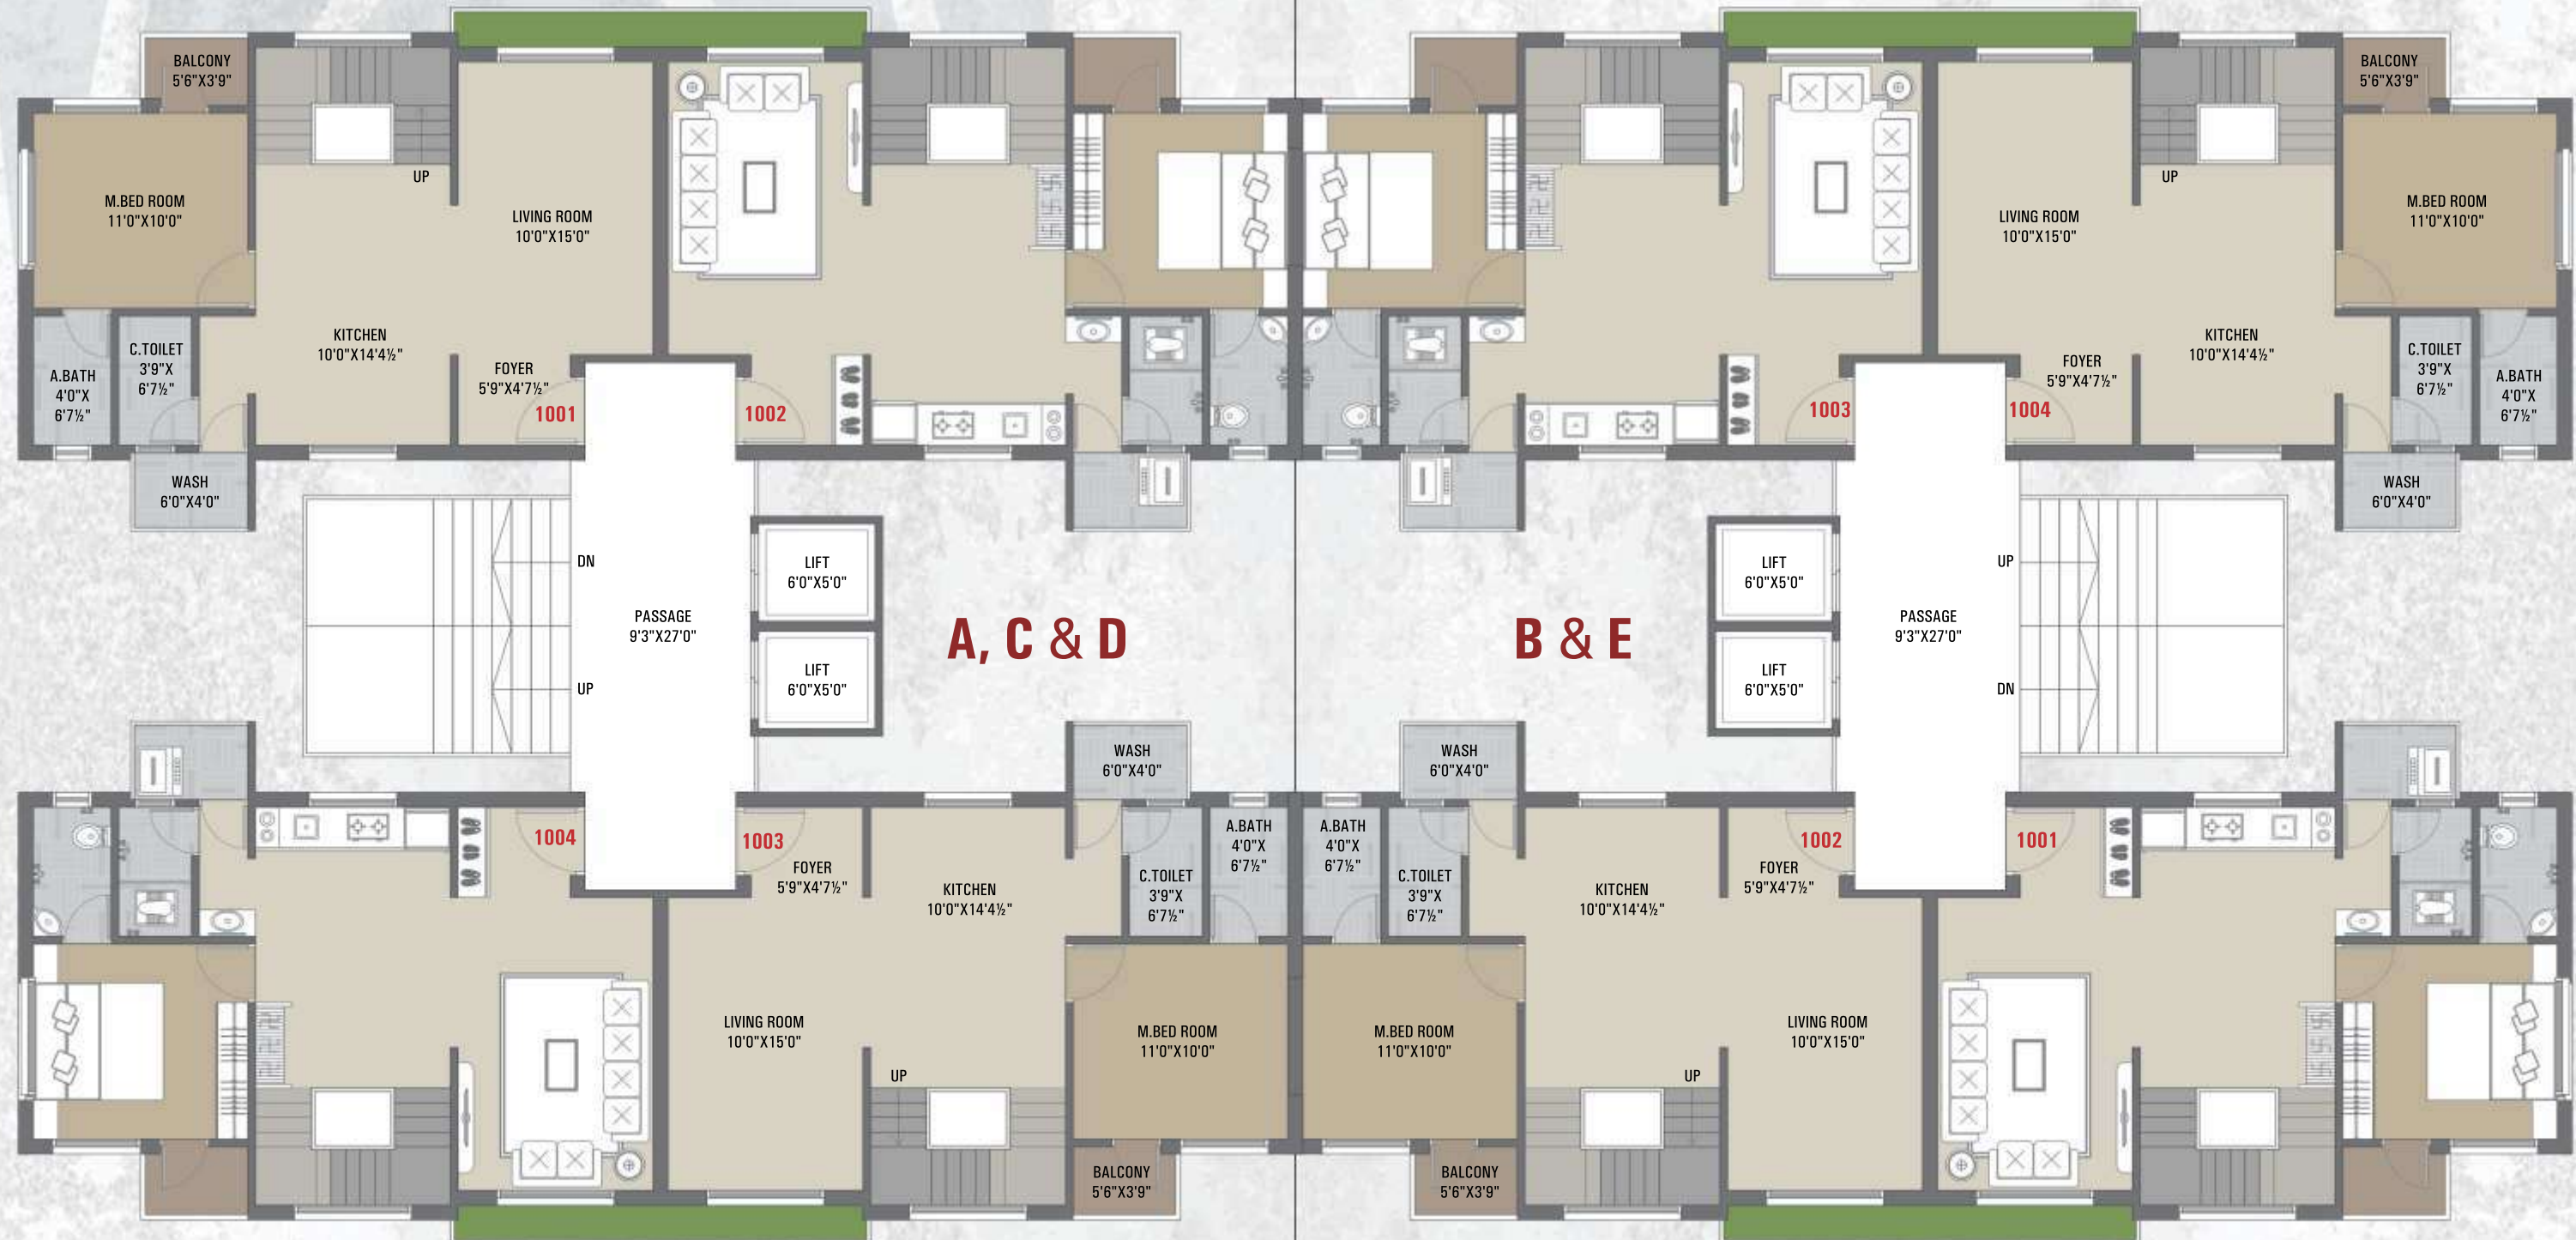 BALCONY
5'6"X3'9"
M.BED ROOM
11'0"X10'0"
UP
LIVING ROOM
10'0"X15'0"
KITCHEN
10'0"X14'4½"
FOYER
5'9"X4'7½"
C.TOILET
3'9"X
6'7½"
A.BATH
4'0"X
6'7½"
1001
1002
WASH
6'0"X4'0"
BALCONY
5'6"X3'9"
M.BED ROOM
11'0"X10'0"
UP
LIVING ROOM
10'0"X15'0"
KITCHEN
10'0"X14'4½"
FOYER
5'9"X4'7½"
C.TOILET
3'9"X
6'7½"
A.BATH
4'0"X
6'7½"
1003
1004
WASH
6'0"X4'0"
DN
UP
PASSAGE
9'3"X27'0"
LIFT
6'0"X5'0"
LIFT
6'0"X5'0"
A, C & D
B & E
LIFT
6'0"X5'0"
LIFT
6'0"X5'0"
PASSAGE
9'3"X27'0"
UP
DN
1004
1003
FOYER
5'9"X4'7½"
KITCHEN
10'0"X14'4½"
WASH
6'0"X4'0"
C.TOILET
3'9"X
6'7½"
A.BATH
4'0"X
6'7½"
LIVING ROOM
10'0"X15'0"
UP
M.BED ROOM
11'0"X10'0"
BALCONY
5'6"X3'9"
WASH
6'0"X4'0"
A.BATH
4'0"X
6'7½"
C.TOILET
3'9"X
6'7½"
KITCHEN
10'0"X14'4½"
FOYER
5'9"X4'7½"
1002
1001
M.BED ROOM
11'0"X10'0"
UP
LIVING ROOM
10'0"X15'0"
BALCONY
5'6"X3'9"